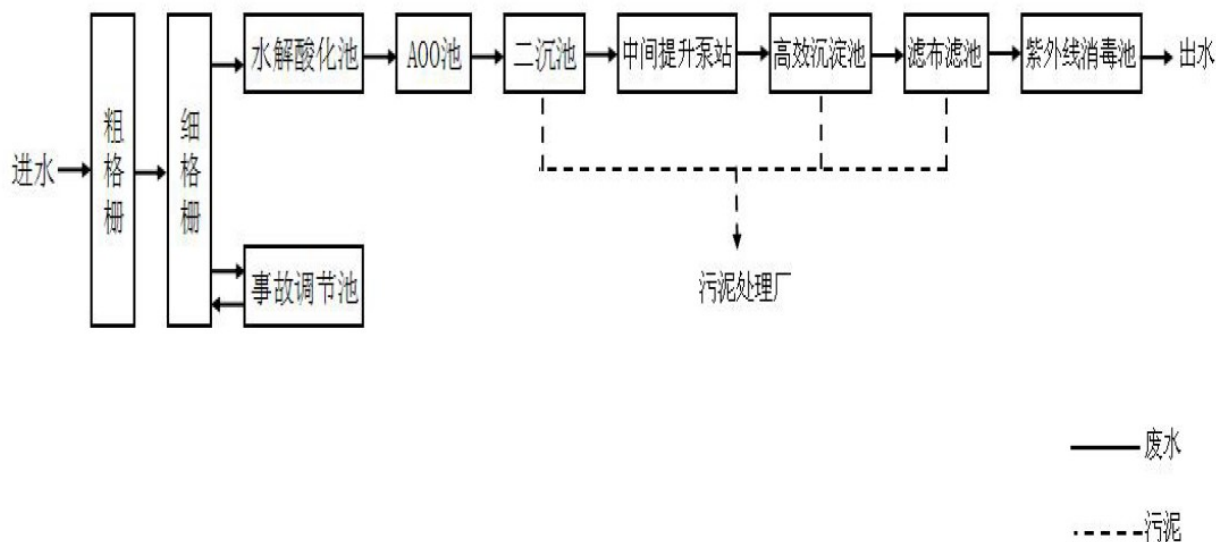 水解酸化池
AOO池
二沉池
中间提升泵站
高效沉淀池
滤布滤池
紫外线消毒池
出水
进水
粗格栅
细格栅
事故调节池
污泥处理厂
废水
污泥